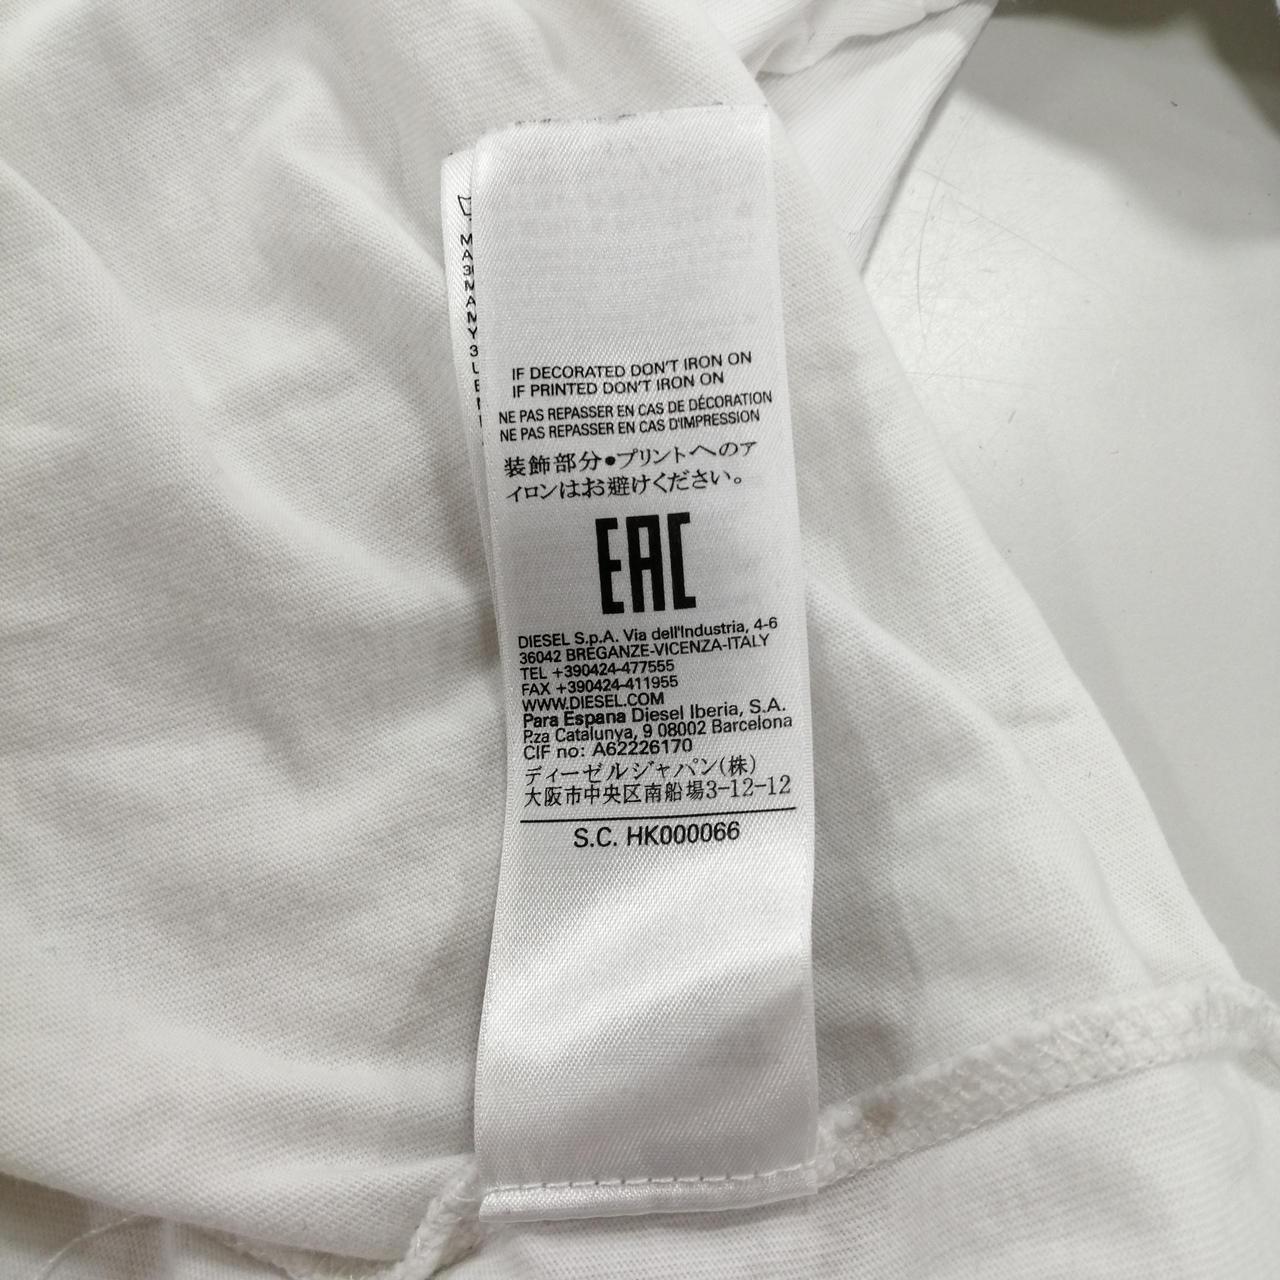 IF DECORATED DON'T IRON ON
IF PRINTED DON'T IRON ON
NE PAS REPASSER EN CAS DE DÉCORATION
NE PAS REPASSER EN CAS D'IMPRESSION
装飾部分●プリントへのア
イロンはお避けください。
EAC
DIESEL S.p.A. Via dell'Industria, 4-6
36042 BREGANZE-VICENZA-ITALY
TEL +390424-477555
FAX +390424-411955
WWW.DIESEL.COM
Para Espana Diesel Iberia, S.A.
P.za Catalunya, 9 08002 Barcelona
CIF no: A62226170
ディーゼルジャパン(株)
大阪市中央区南船場3-12-12
S.C. HK000066